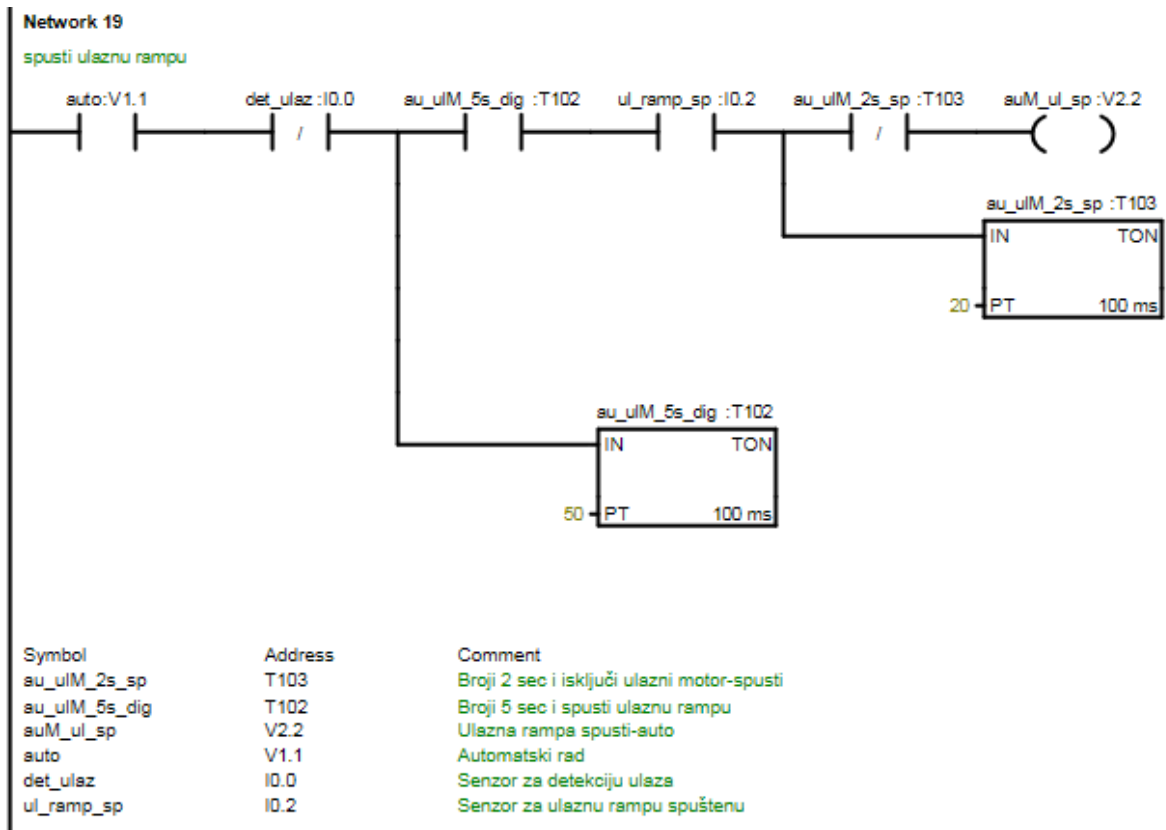 Network 19
spusti ulaznu rampu
auto:V1.1 det_ulaz :I0.0 au_ulM_5s_dig :T102 ul_ramp_sp :I0.2 au_ulM_2s_sp :T103 auM_ul_sp :V2.2
/ /
au_ulM_2s_sp :T103
IN TON
20 PT 100 ms
au_ulM_5s_dig :T102
IN TON
50 PT 100 ms
Symbol Address Comment
au_ulM_2s_sp T103 Broji 2 sec i isključi ulazni motor-spusti
au_ulM_5s_dig T102 Broji 5 sec i spusti ulaznu rampu
auM_ul_sp V2.2 Ulazna rampa spusti-auto
auto V1.1 Automatski rad
det_ulaz I0.0 Senzor za detekciju ulaza
ul_ramp_sp I0.2 Senzor za ulaznu rampu spuštenu